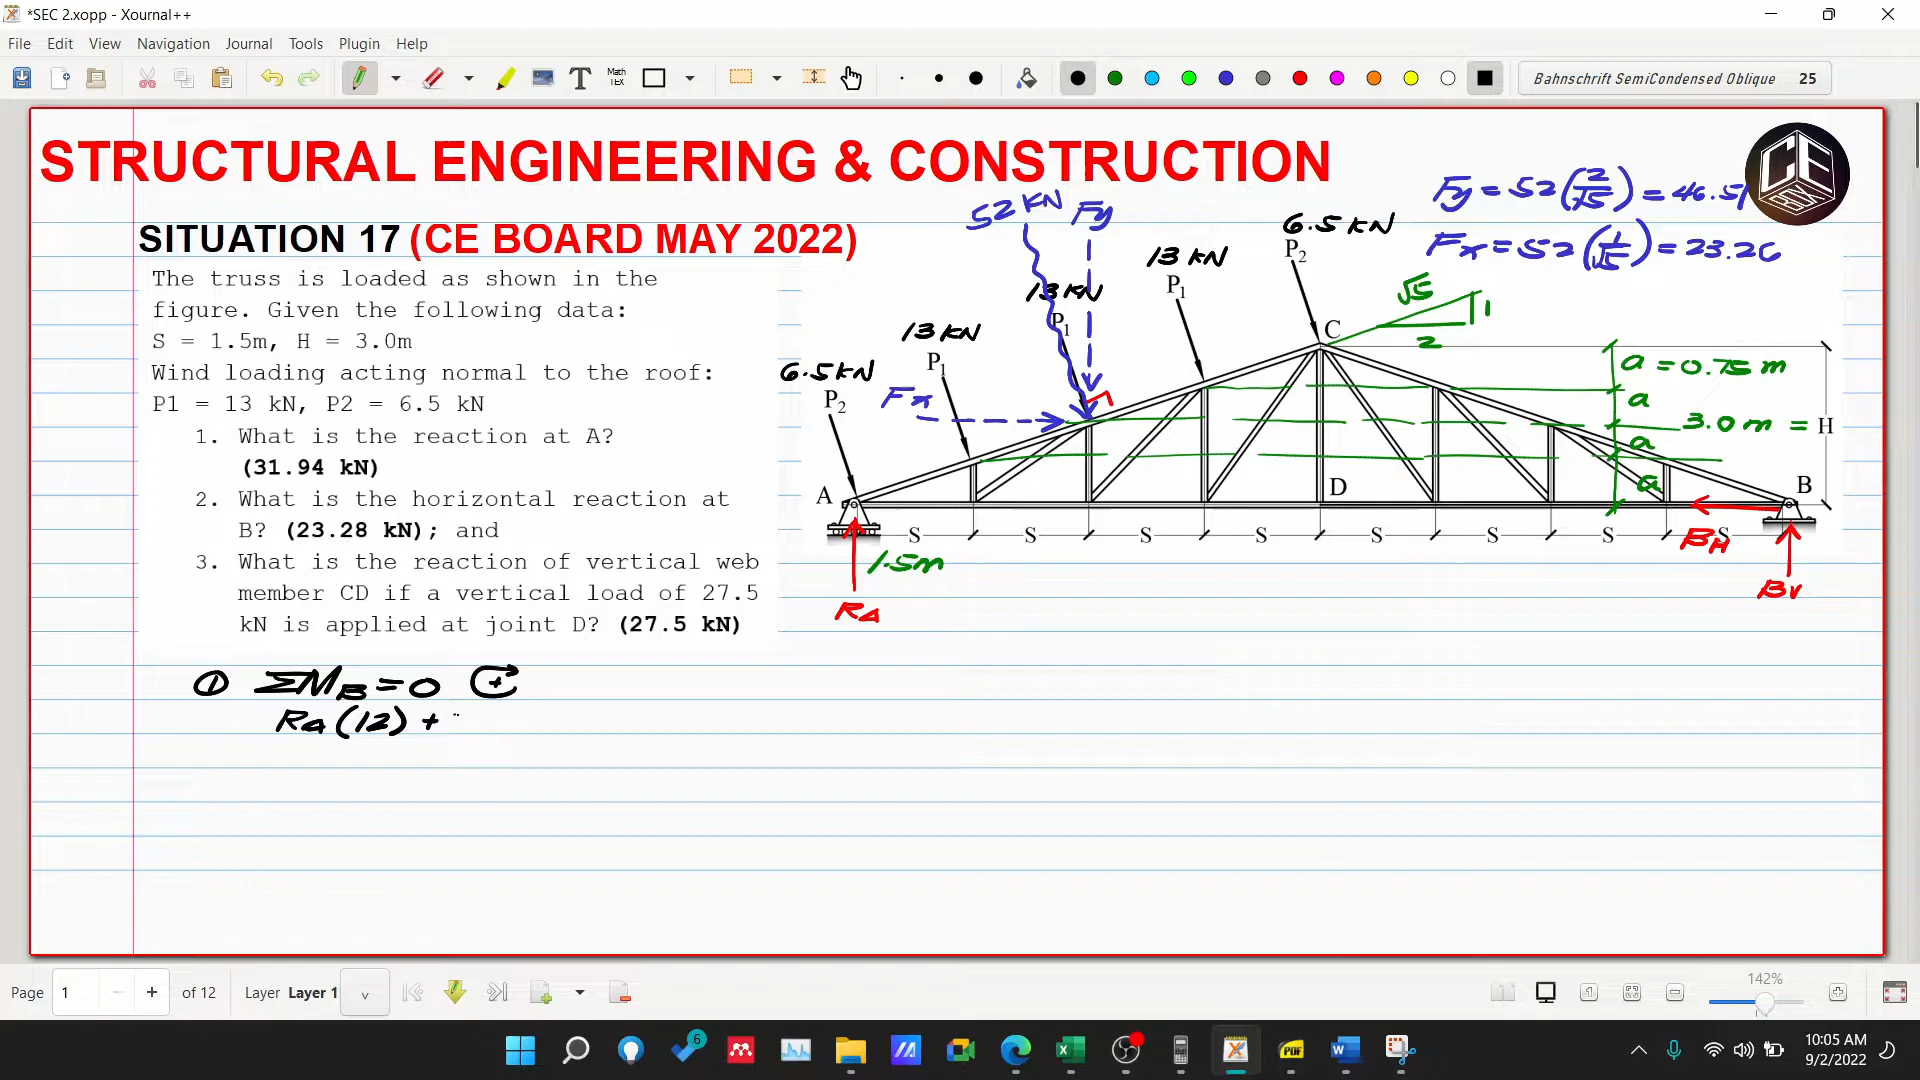 *SEC 2.xopp - Xournal++
File Edit View Navigation Journal Tools Plugin Help
Math
TEX
Bahnschrift SemiCondensed Oblique 25
STRUCTURAL ENGINEERING & CONSTRUCTION
SITUATION 17 (CE BOARD MAY 2022)
The truss is loaded as shown in the
figure. Given the following data:
S = 1.5m, H = 3.0m
Wind loading acting normal to the roof:
P1 = 13 kN, P2 = 6.5 kN
1. What is the reaction at A?
(31.94 kN)
2. What is the horizontal reaction at
B? (23.28 kN); and
3. What is the reaction of vertical web
member CD if a vertical load of 27.5
kN is applied at joint D? (27.5 kN)
① ΣMB = 0 +
RA (12) +
Fy = 52 (2/√5) = 46.51
Fx = 52 (1/√5) = 23.26
CE
52 KN Fy
6.5 KN
P2
13 KN
P1
13 KN
P1
13 KN
P1
6.5 KN
P2
Fx
√5
1
2
C
a = 0.75 m
a
3.0 m = H
a
a
A
D
B
S S S S S S S S
1.5m
RA
BH
BV
Page 1 of 12 Layer Layer 1
142%
6
PDF
10:05 AM
9/2/2022